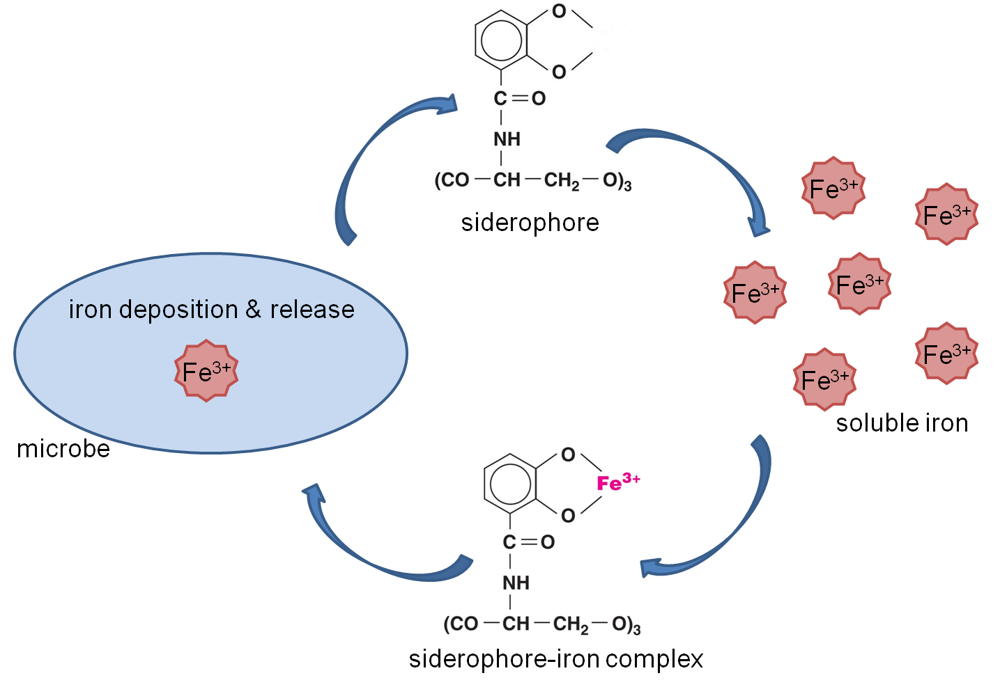 O
O
C=O
NH
(CO—CH—CH₂—O)₃
siderophore
Fe³⁺
Fe³⁺
Fe³⁺
Fe³⁺
Fe³⁺
Fe³⁺
soluble iron
iron deposition & release
Fe³⁺
microbe
O
Fe³⁺
O
C=O
NH
(CO—CH—CH₂—O)₃
siderophore-iron complex